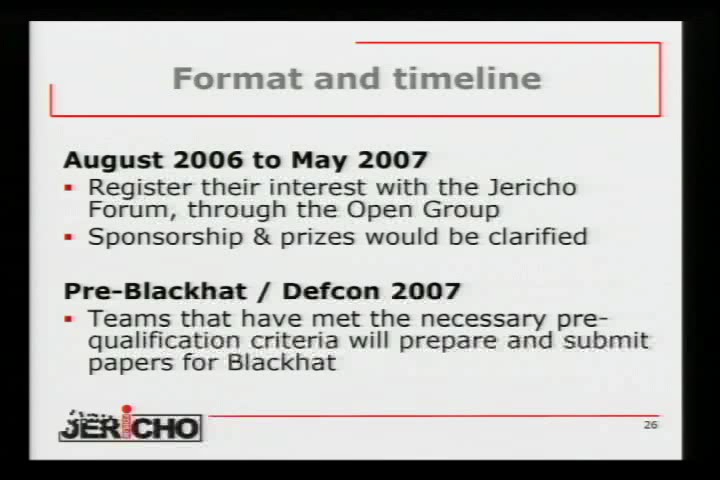 Format and timeline
August 2006 to May 2007
Register their interest with the Jericho
Forum, through the Open Group
Sponsorship & prizes would be clarified
Pre-Blackhat / Defcon 2007
Teams that have met the necessary pre-
qualification criteria will prepare and submit
papers for Blackhat
JERiCHO
26